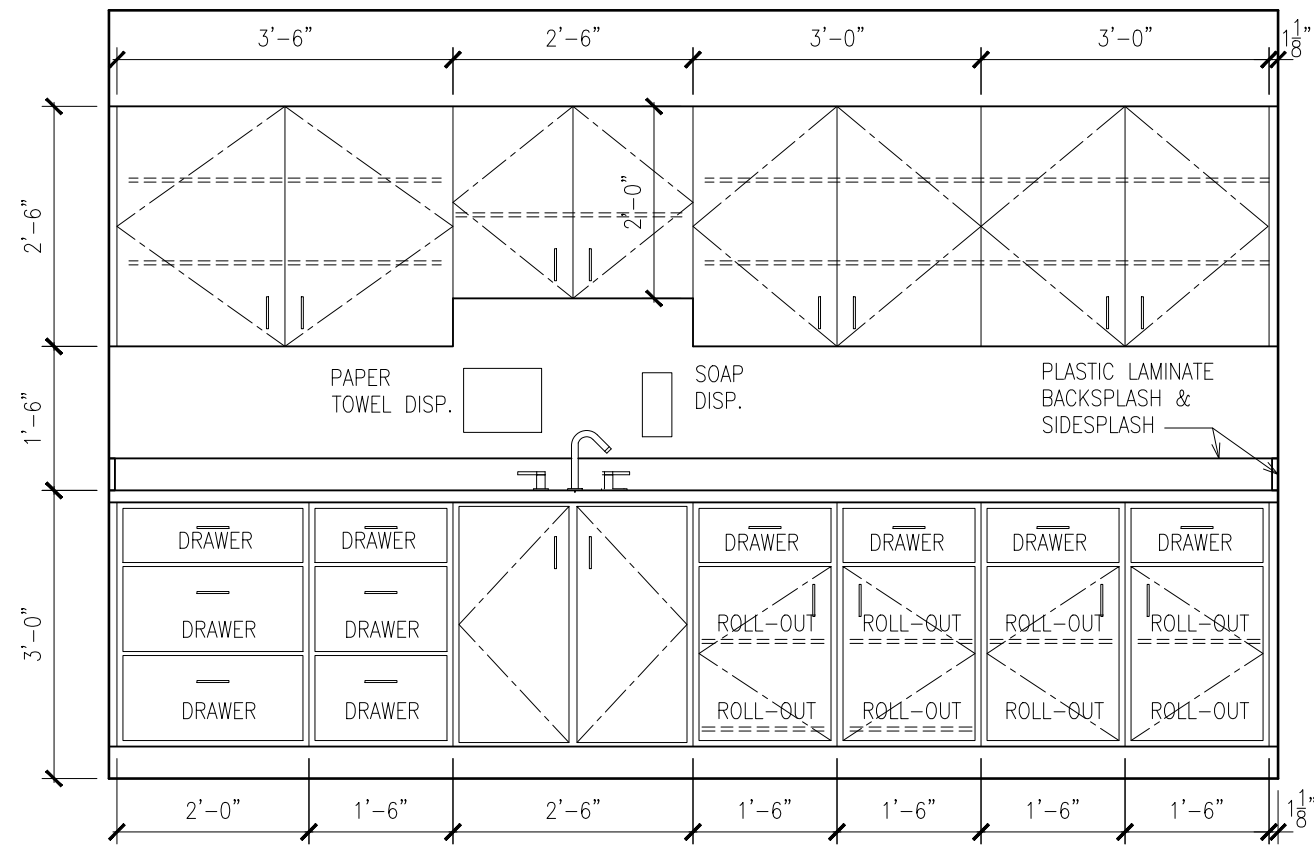 3'-6" 2'-6" 3'-0" 3'-0" 1 1/8"
2'-6"
2'-0"
1'-6"
PAPER
TOWEL DISP.
SOAP
DISP.
PLASTIC LAMINATE
BACKSPLASH &
SIDESPLASH
3'-0"
DRAWER DRAWER DRAWER DRAWER DRAWER DRAWER
DRAWER DRAWER ROLL-OUT ROLL-OUT ROLL-OUT ROLL-OUT
DRAWER DRAWER ROLL-OUT ROLL-OUT ROLL-OUT ROLL-OUT
2'-0" 1'-6" 2'-6" 1'-6" 1'-6" 1'-6" 1'-6" 1 1/8"